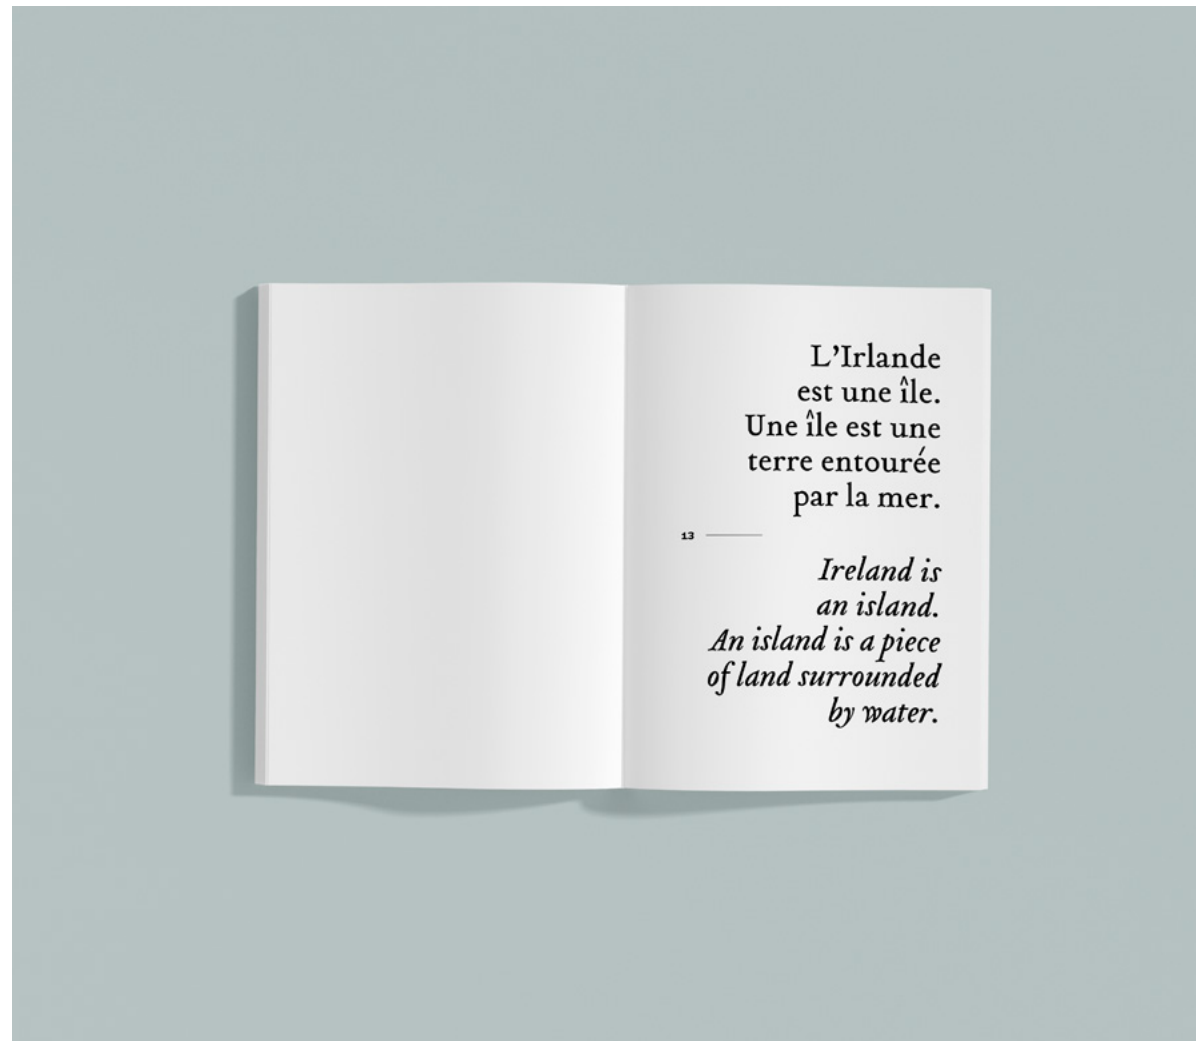 L’Irlande
est une île.
Une île est une
terre entourée
par la mer.
13
Ireland is
an island.
An island is a piece
of land surrounded
by water.